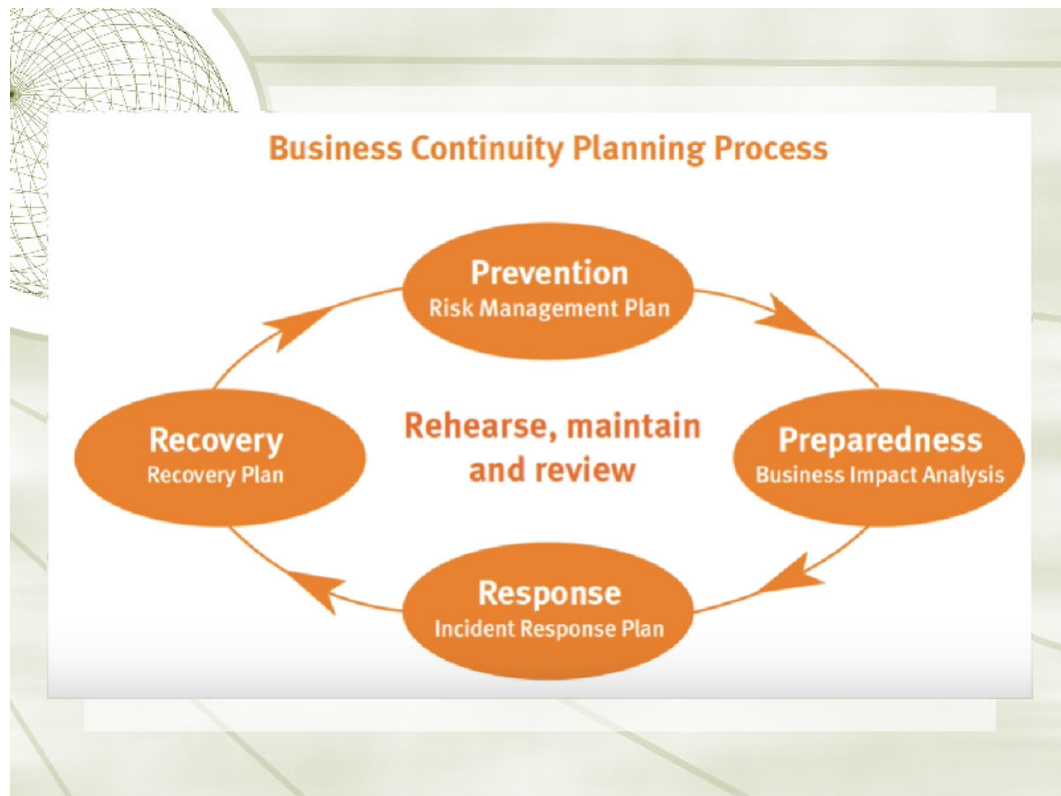 Business Continuity Planning Process
Prevention
Risk Management Plan
Recovery
Recovery Plan
Rehearse, maintain
and review
Preparedness
Business Impact Analysis
Response
Incident Response Plan